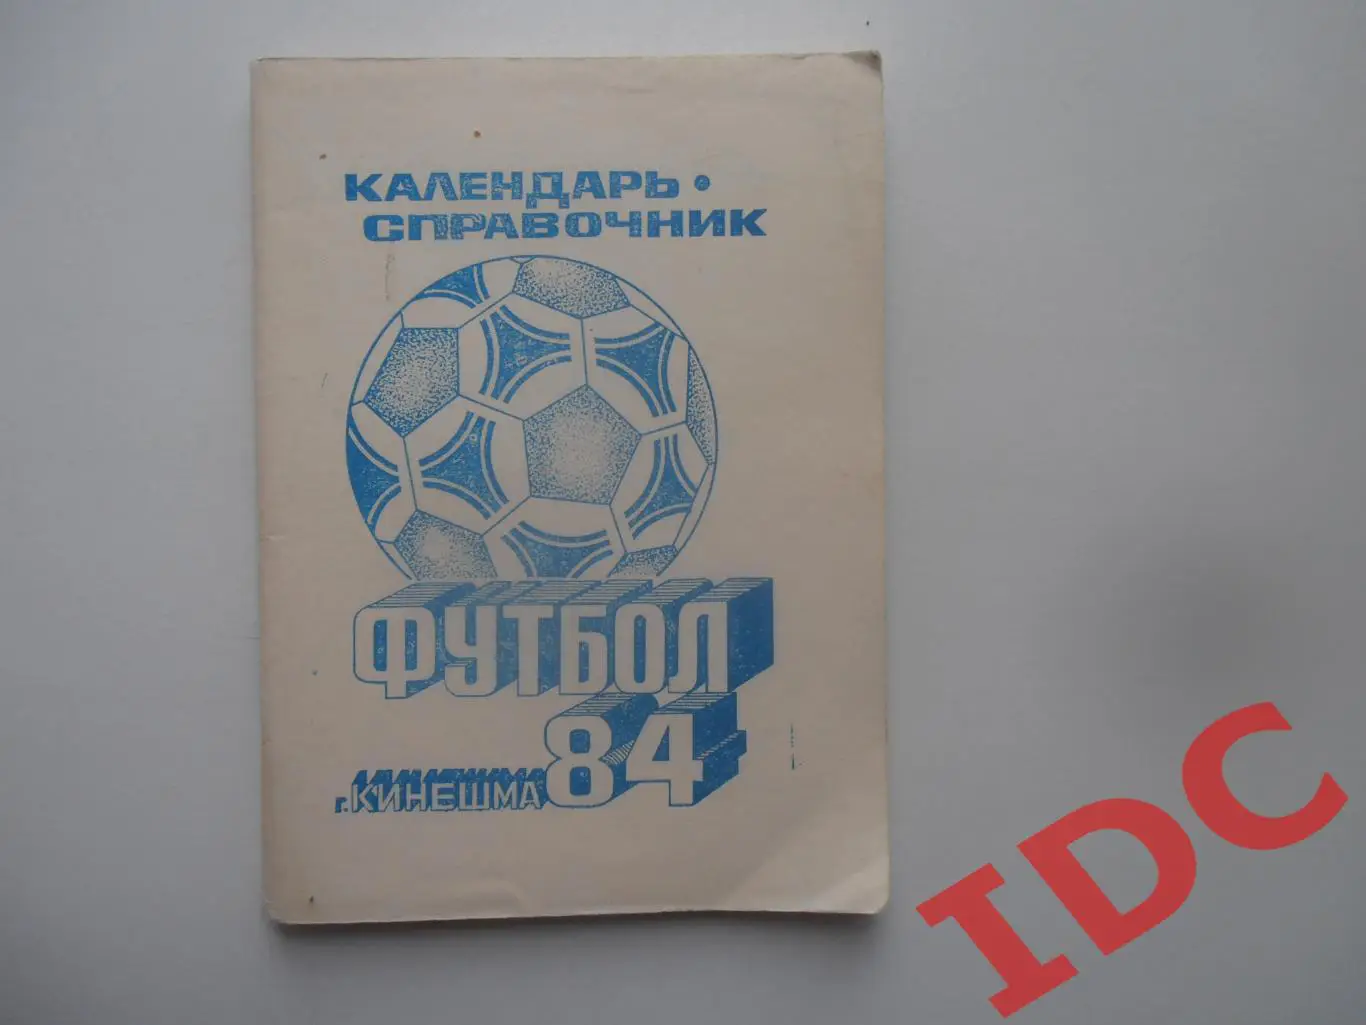 КАЛЕНДАРЬ •
СПРАВОЧНИК
ФУТБОЛ
84
г. КИНЕШМА
IDC